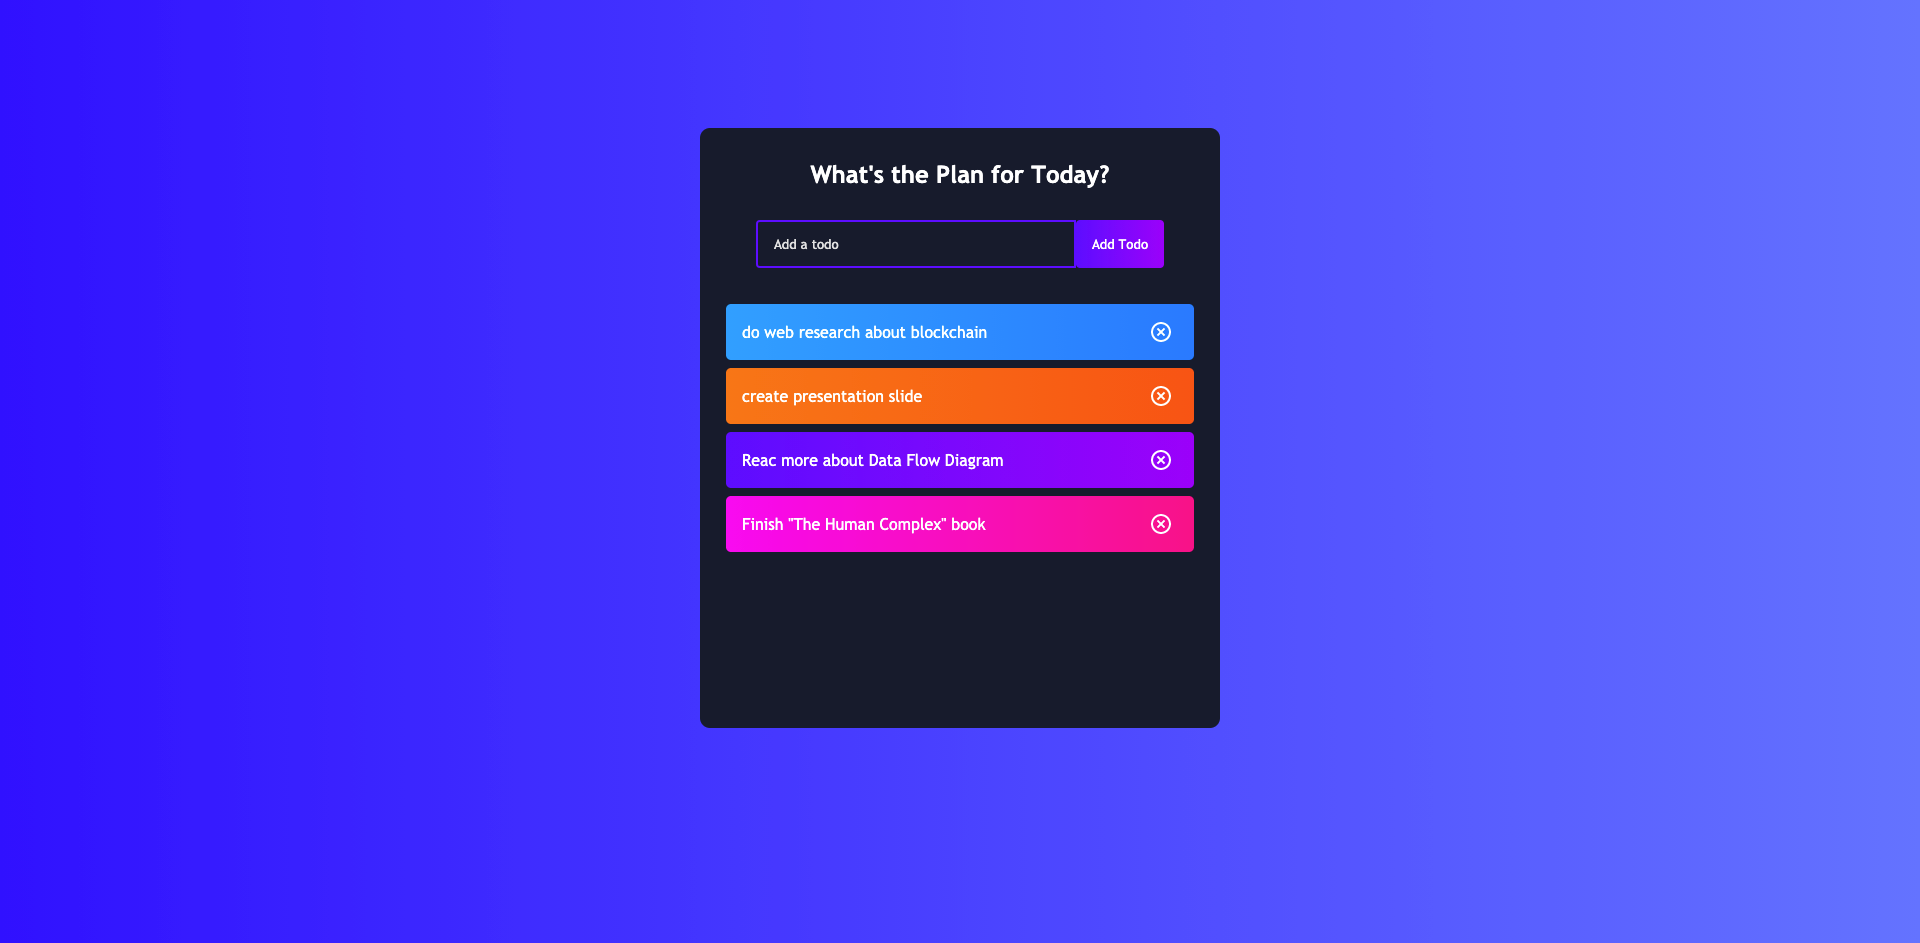 What's the Plan for Today?
Add a todo
Add Todo
do web research about blockchain
create presentation slide
Reac more about Data Flow Diagram
Finish "The Human Complex" book